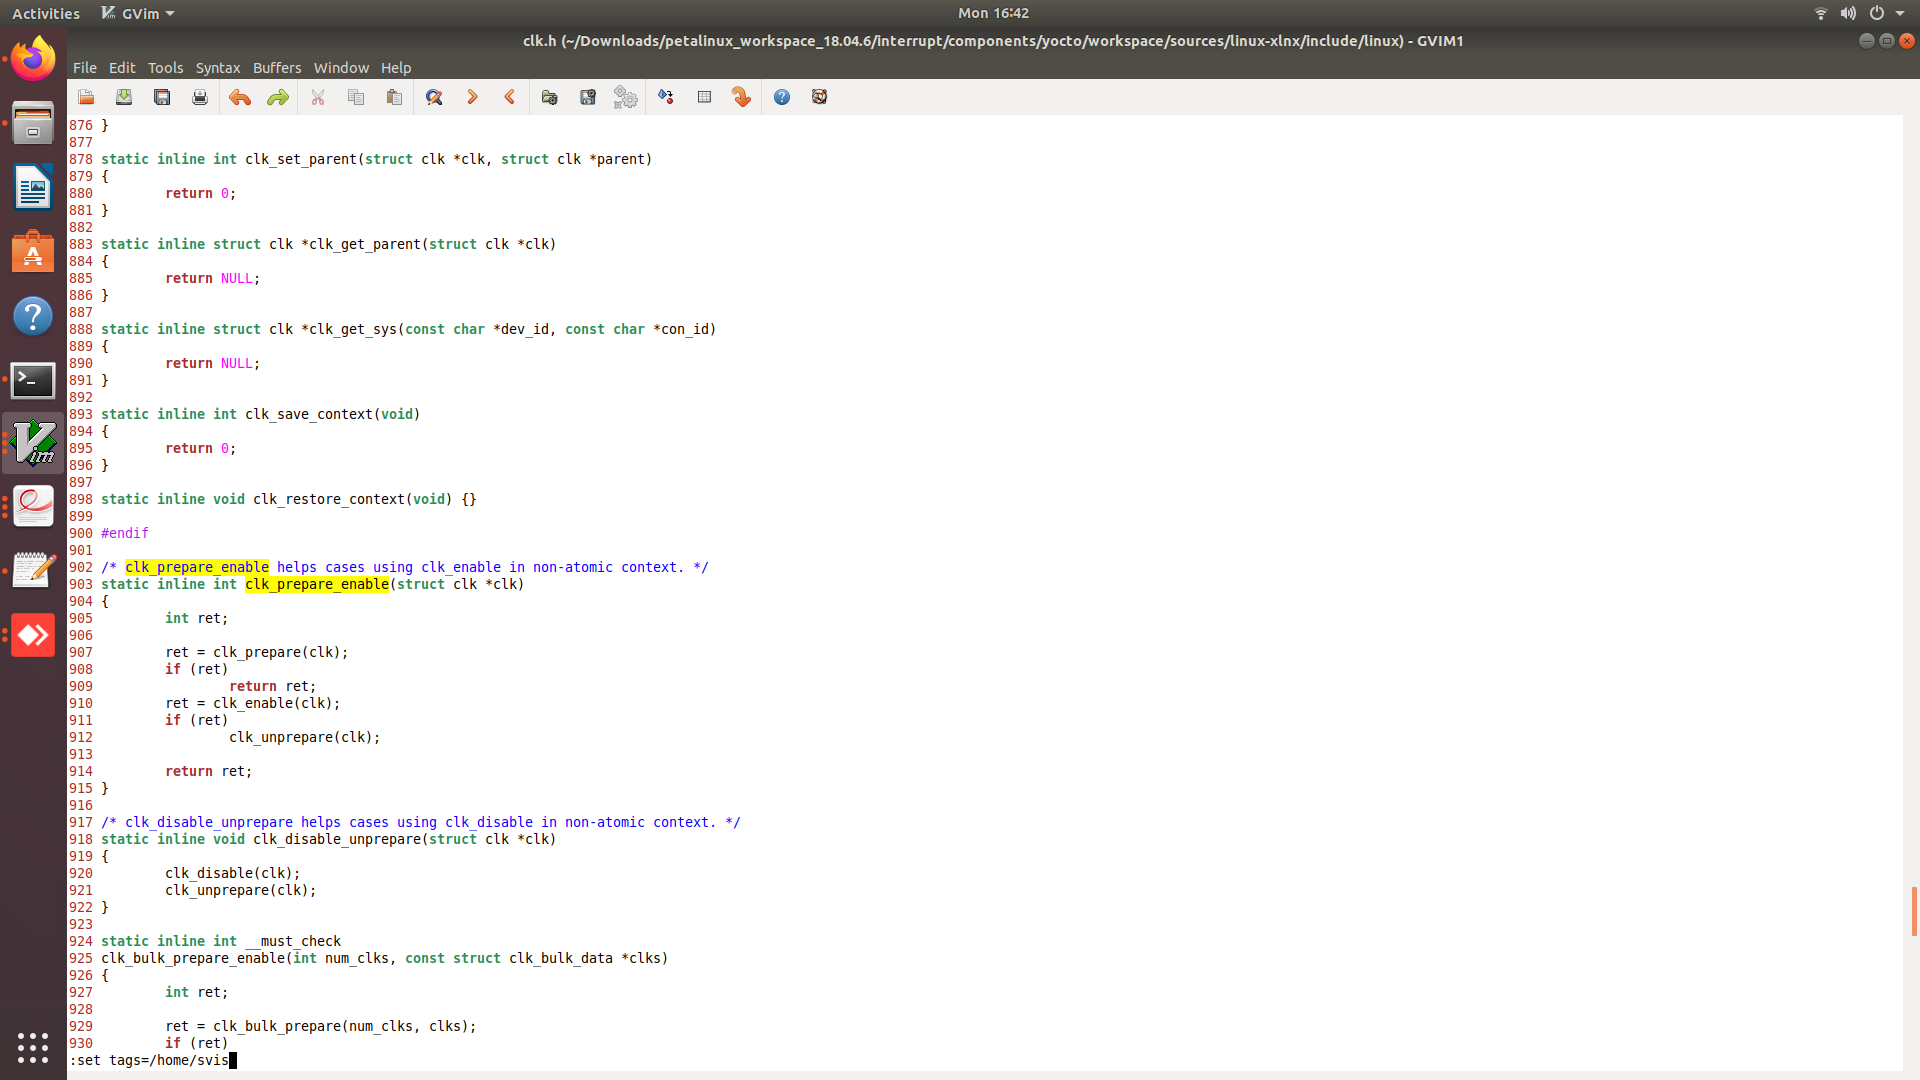 Activities GVim Mon 16:42
clk.h (~/Downloads/petalinux_workspace_18.04.6/interrupt/components/yocto/workspace/sources/linux-xlnx/include/linux) - GVIM1
File Edit Tools Syntax Buffers Window Help
876 }
877
878 static inline int clk_set_parent(struct clk *clk, struct clk *parent)
879 {
880         return 0;
881 }
882
883 static inline struct clk *clk_get_parent(struct clk *clk)
884 {
885         return NULL;
886 }
887
888 static inline struct clk *clk_get_sys(const char *dev_id, const char *con_id)
889 {
890         return NULL;
891 }
892
893 static inline int clk_save_context(void)
894 {
895         return 0;
896 }
897
898 static inline void clk_restore_context(void) {}
899
900 #endif
901
902 /* clk_prepare_enable helps cases using clk_enable in non-atomic context. */
903 static inline int clk_prepare_enable(struct clk *clk)
904 {
905         int ret;
906
907         ret = clk_prepare(clk);
908         if (ret)
909                 return ret;
910         ret = clk_enable(clk);
911         if (ret)
912                 clk_unprepare(clk);
913
914         return ret;
915 }
916
917 /* clk_disable_unprepare helps cases using clk_disable in non-atomic context. */
918 static inline void clk_disable_unprepare(struct clk *clk)
919 {
920         clk_disable(clk);
921         clk_unprepare(clk);
922 }
923
924 static inline int __must_check
925 clk_bulk_prepare_enable(int num_clks, const struct clk_bulk_data *clks)
926 {
927         int ret;
928
929         ret = clk_bulk_prepare(num_clks, clks);
930         if (ret)
:set tags=/home/svis